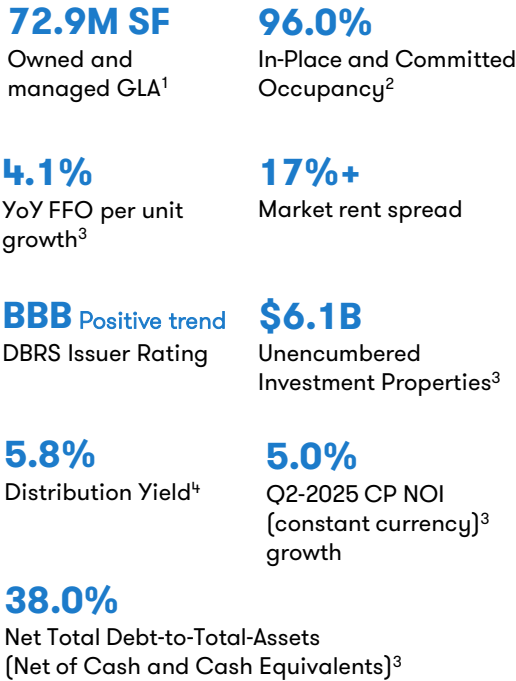 72.9M SF
Owned and
managed GLA¹
96.0%
In-Place and Committed
Occupancy²
4.1%
YoY FFO per unit
growth³
17%+
Market rent spread
BBB Positive trend
DBRS Issuer Rating
$6.1B
Unencumbered
Investment Properties³
5.8%
Distribution Yield⁴
5.0%
Q2-2025 CP NOI
(constant currency)³
growth
38.0%
Net Total Debt-to-Total-Assets
(Net of Cash and Cash Equivalents)³